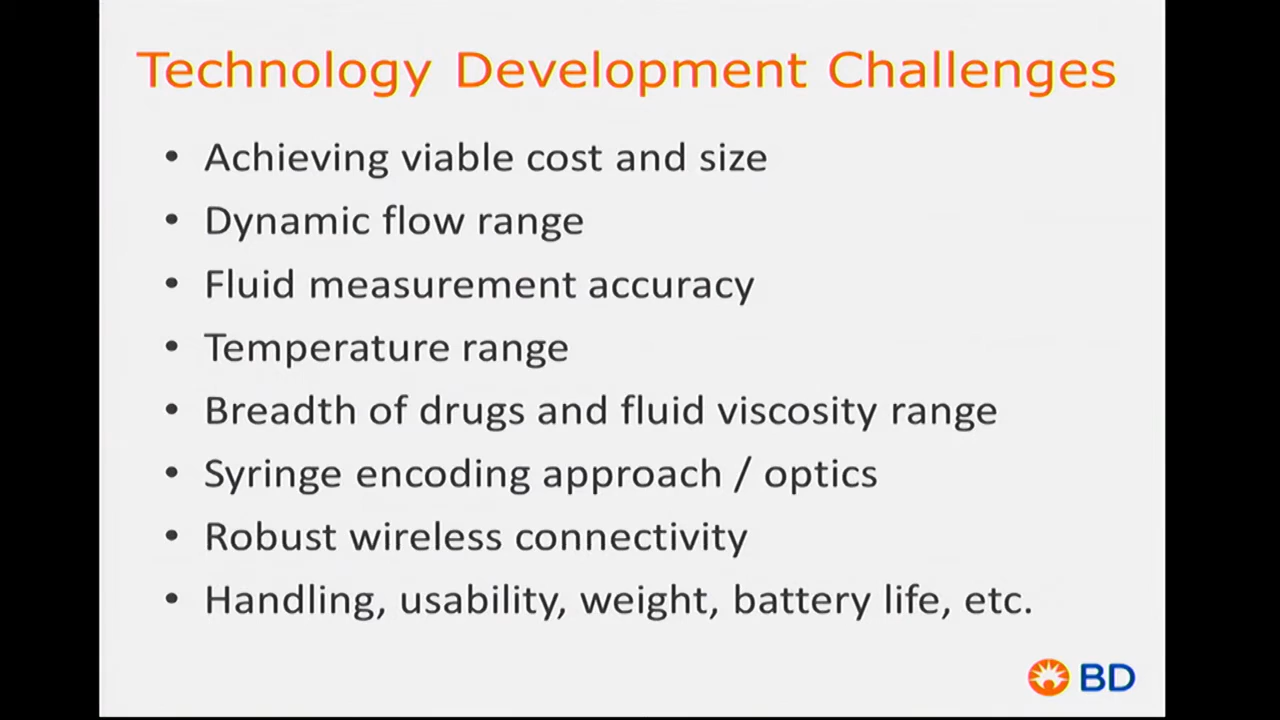 Technology Development Challenges
• Achieving viable cost and size
• Dynamic flow range
• Fluid measurement accuracy
• Temperature range
• Breadth of drugs and fluid viscosity range
• Syringe encoding approach / optics
• Robust wireless connectivity
• Handling, usability, weight, battery life, etc.
BD